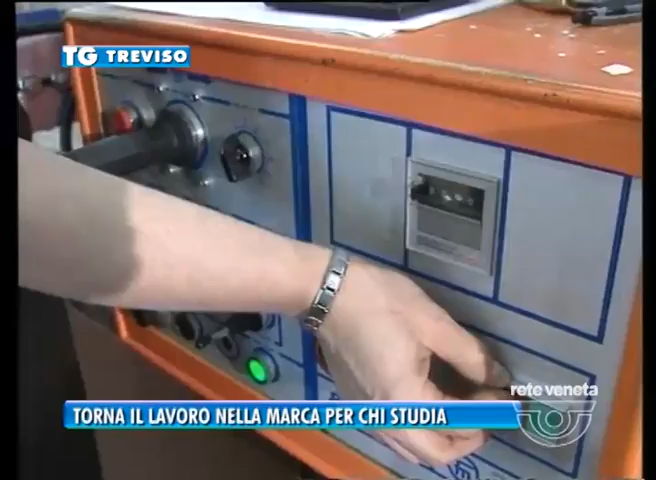 TG TREVISO
TORNA IL LAVORO NELLA MARCA PER CHI STUDIA
rete veneta